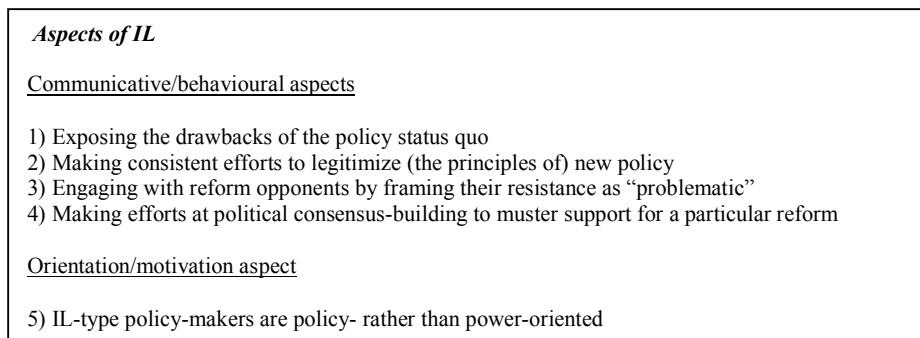 Aspects of IL
Communicative/behavioural aspects
1) Exposing the drawbacks of the policy status quo
2) Making consistent efforts to legitimize (the principles of) new policy
3) Engaging with reform opponents by framing their resistance as “problematic”
4) Making efforts at political consensus-building to muster support for a particular reform
Orientation/motivation aspect
5) IL-type policy-makers are policy- rather than power-oriented